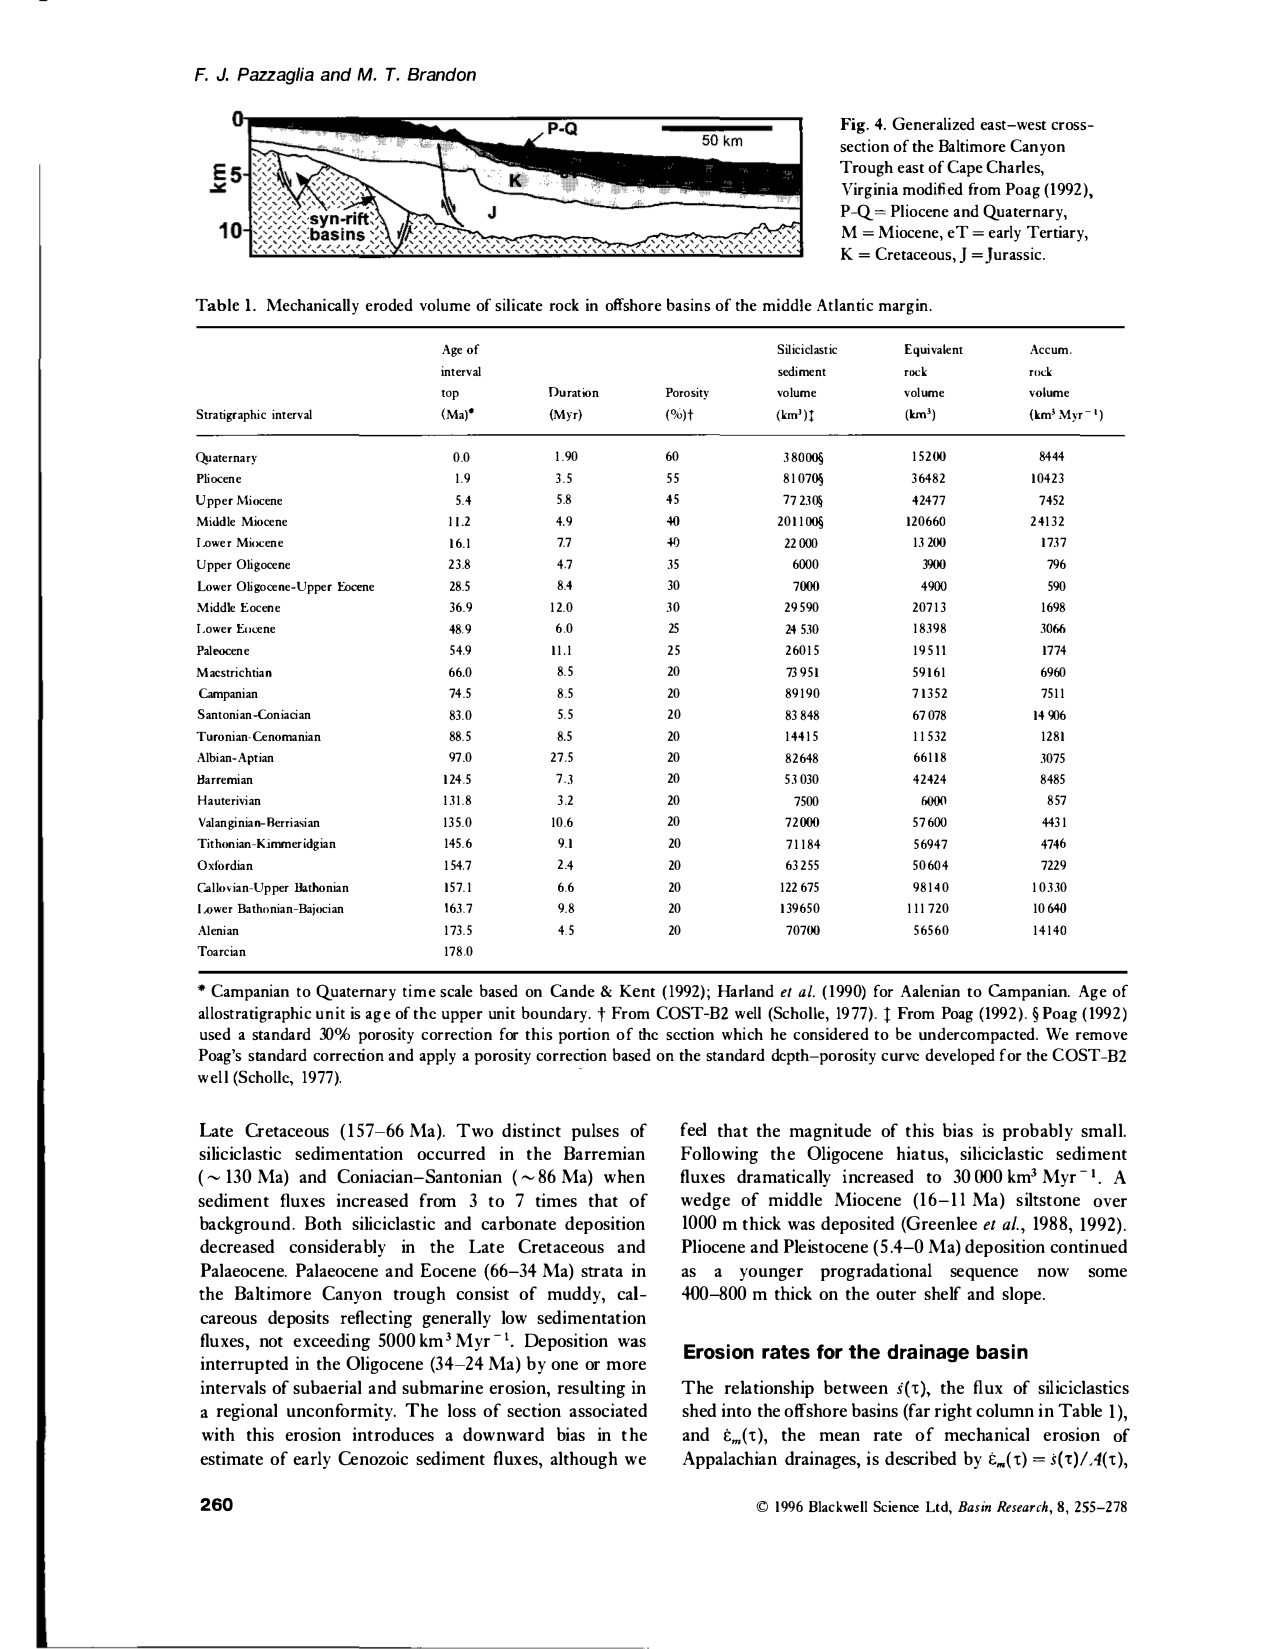 F. J. Pazzaglia and M. T. Brandon
0
5
10
km
P-Q
50 km
K
J
syn-rift
basins
Fig. 4. Generalized east–west cross-
section of the Baltimore Canyon
Trough east of Cape Charles,
Virginia modified from Poag (1992),
P–Q = Pliocene and Quaternary,
M = Miocene, eT = early Tertiary,
K = Cretaceous, J = Jurassic.
Table 1. Mechanically eroded volume of silicate rock in offshore basins of the middle Atlantic margin.
Age of Siliciclastic Equivalent Accum.
interval sediment rock rock
top Duration Porosity volume volume volume
Stratigraphic interval (Ma)* (Myr) (%)† (km³)‡ (km³) (km³ Myr⁻¹)
Quaternary 0.0 1.90 60 38000§ 15200 8444
Pliocene 1.9 3.5 55 81070§ 36482 10423
Upper Miocene 5.4 5.8 45 77 230§ 42477 7452
Middle Miocene 11.2 4.9 40 201100§ 120660 24132
Lower Miocene 16.1 7.7 40 22 000 13 200 1737
Upper Oligocene 23.8 4.7 35 6000 3900 796
Lower Oligocene-Upper Eocene 28.5 8.4 30 7000 4900 590
Middle Eocene 36.9 12.0 30 29590 20713 1698
Lower Eocene 48.9 6.0 25 24 530 18398 3066
Paleocene 54.9 11.1 25 26015 19511 1774
Maestrichtian 66.0 8.5 20 73 951 59161 6960
Campanian 74.5 8.5 20 89190 71352 7511
Santonian-Coniacian 83.0 5.5 20 83 848 67 078 14 906
Turonian-Cenomanian 88.5 8.5 20 14415 11 532 1281
Albian-Aptian 97.0 27.5 20 82648 66118 3075
Barremian 124.5 7.3 20 53 030 42424 8485
Hauterivian 131.8 3.2 20 7500 6000 857
Valanginian-Berriasian 135.0 10.6 20 72000 57600 4431
Tithonian-Kimmeridgian 145.6 9.1 20 71184 56947 4746
Oxfordian 154.7 2.4 20 63255 50604 7229
Callovian-Upper Bathonian 157.1 6.6 20 122 675 98140 10330
Lower Bathonian-Bajocian 163.7 9.8 20 139650 111 720 10 640
Alenian 173.5 4.5 20 70700 56560 14140
Toarcian 178.0
* Campanian to Quaternary time scale based on Cande & Kent (1992); Harland et al. (1990) for Aalenian to Campanian. Age of
allostratigraphic unit is age of the upper unit boundary. † From COST-B2 well (Scholle, 1977). ‡ From Poag (1992). § Poag (1992)
used a standard 30% porosity correction for this portion of the section which he considered to be undercompacted. We remove
Poag's standard correction and apply a porosity correction based on the standard depth–porosity curve developed for the COST–B2
well (Scholle, 1977).
Late Cretaceous (157–66 Ma). Two distinct pulses of
siliciclastic sedimentation occurred in the Barremian
(∼130 Ma) and Coniacian–Santonian (∼86 Ma) when
sediment fluxes increased from 3 to 7 times that of
background. Both siliciclastic and carbonate deposition
decreased considerably in the Late Cretaceous and
Palaeocene. Palaeocene and Eocene (66–34 Ma) strata in
the Baltimore Canyon trough consist of muddy, cal-
careous deposits reflecting generally low sedimentation
fluxes, not exceeding 5000 km³ Myr⁻¹. Deposition was
interrupted in the Oligocene (34–24 Ma) by one or more
intervals of subaerial and submarine erosion, resulting in
a regional unconformity. The loss of section associated
with this erosion introduces a downward bias in the
estimate of early Cenozoic sediment fluxes, although we
feel that the magnitude of this bias is probably small.
Following the Oligocene hiatus, siliciclastic sediment
fluxes dramatically increased to 30 000 km³ Myr⁻¹. A
wedge of middle Miocene (16–11 Ma) siltstone over
1000 m thick was deposited (Greenlee et al., 1988, 1992).
Pliocene and Pleistocene (5.4–0 Ma) deposition continued
as a younger progradational sequence now some
400–800 m thick on the outer shelf and slope.
Erosion rates for the drainage basin
The relationship between ṡ(τ), the flux of siliciclastics
shed into the offshore basins (far right column in Table 1),
and ε̇ₘ(τ), the mean rate of mechanical erosion of
Appalachian drainages, is described by ε̇ₘ(τ) = ṡ(τ)/A(τ),
260
© 1996 Blackwell Science Ltd, Basin Research, 8, 255–278